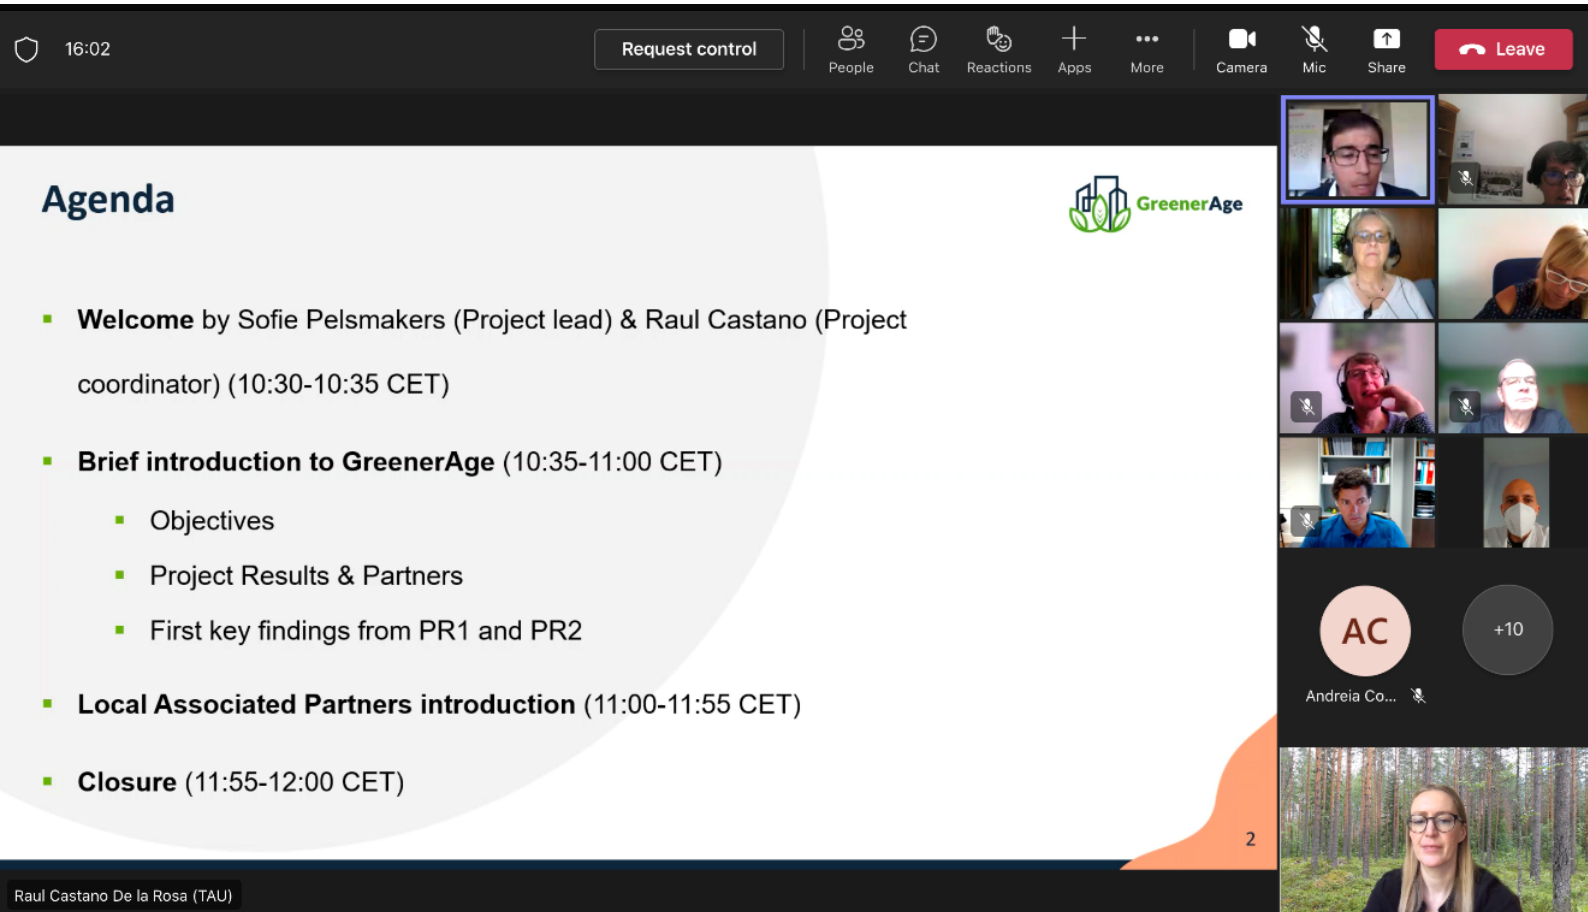 16:02
Request control
People
Chat
Reactions
Apps
More
Camera
Mic
Share
Leave
Agenda
GreenerAge
Welcome by Sofie Pelsmakers (Project lead) & Raul Castano (Project
coordinator) (10:30-10:35 CET)
Brief introduction to GreenerAge (10:35-11:00 CET)
Objectives
Project Results & Partners
First key findings from PR1 and PR2
Local Associated Partners introduction (11:00-11:55 CET)
Closure (11:55-12:00 CET)
2
AC
+10
Andreia Co...
Raul Castano De la Rosa (TAU)